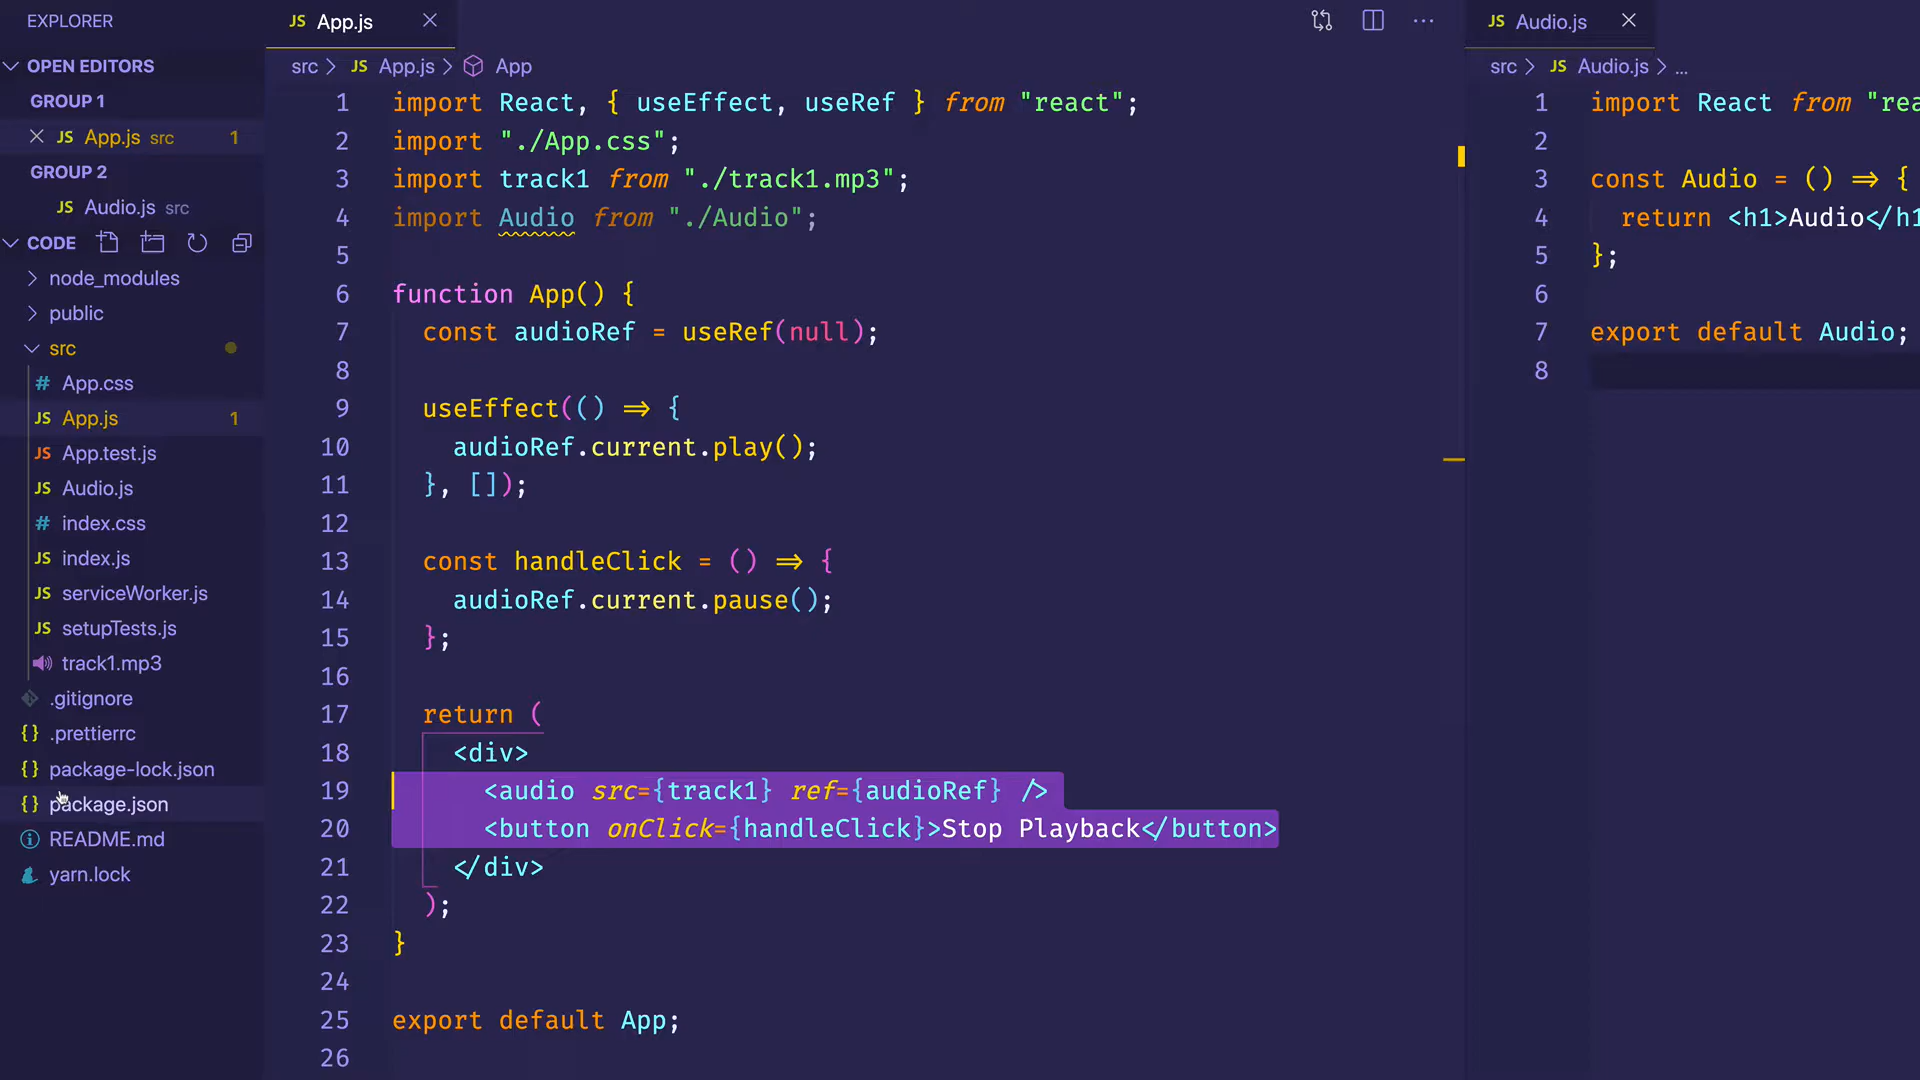 EXPLORER
OPEN EDITORS
GROUP 1
JS App.js src 1
GROUP 2
JS Audio.js src
CODE
node_modules
public
src
# App.css
JS App.js 1
JS App.test.js
JS Audio.js
# index.css
JS index.js
JS serviceWorker.js
JS setupTests.js
track1.mp3
.gitignore
{} .prettierrc
{} package-lock.json
{} package.json
README.md
yarn.lock
JS App.js
src > JS App.js > App
1 import React, { useEffect, useRef } from "react";
2 import "./App.css";
3 import track1 from "./track1.mp3";
4 import Audio from "./Audio";
5
6 function App() {
7 const audioRef = useRef(null);
8
9 useEffect(() => {
10 audioRef.current.play();
11 }, []);
12
13 const handleClick = () => {
14 audioRef.current.pause();
15 };
16
17 return (
18 <div>
19 <audio src={track1} ref={audioRef} />
20 <button onClick={handleClick}>Stop Playback</button>
21 </div>
22 );
23 }
24
25 export default App;
26
JS Audio.js
src > JS Audio.js > ...
1 import React from "rea
2
3 const Audio = () => {
4 return <h1>Audio</h1
5 };
6
7 export default Audio;
8